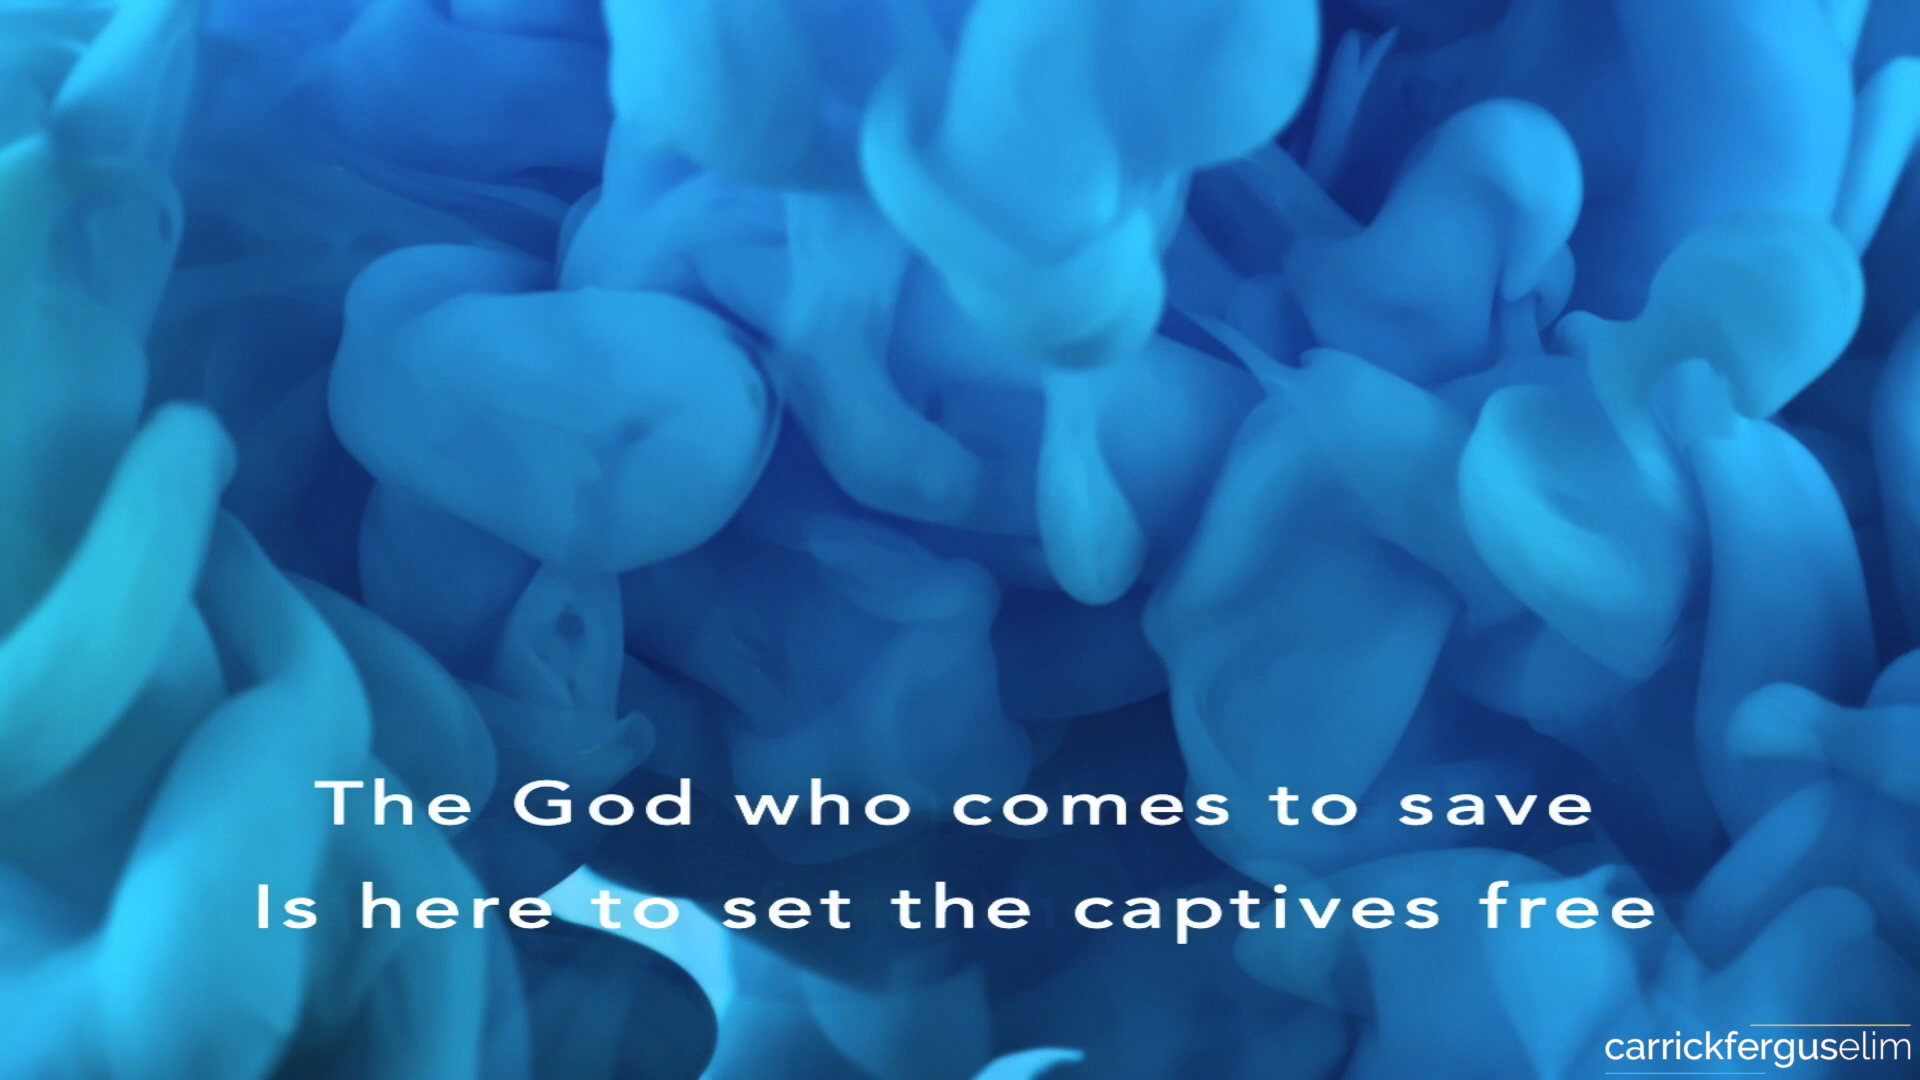 The God who comes to save
Is here to set the captives free
carrickferguselim